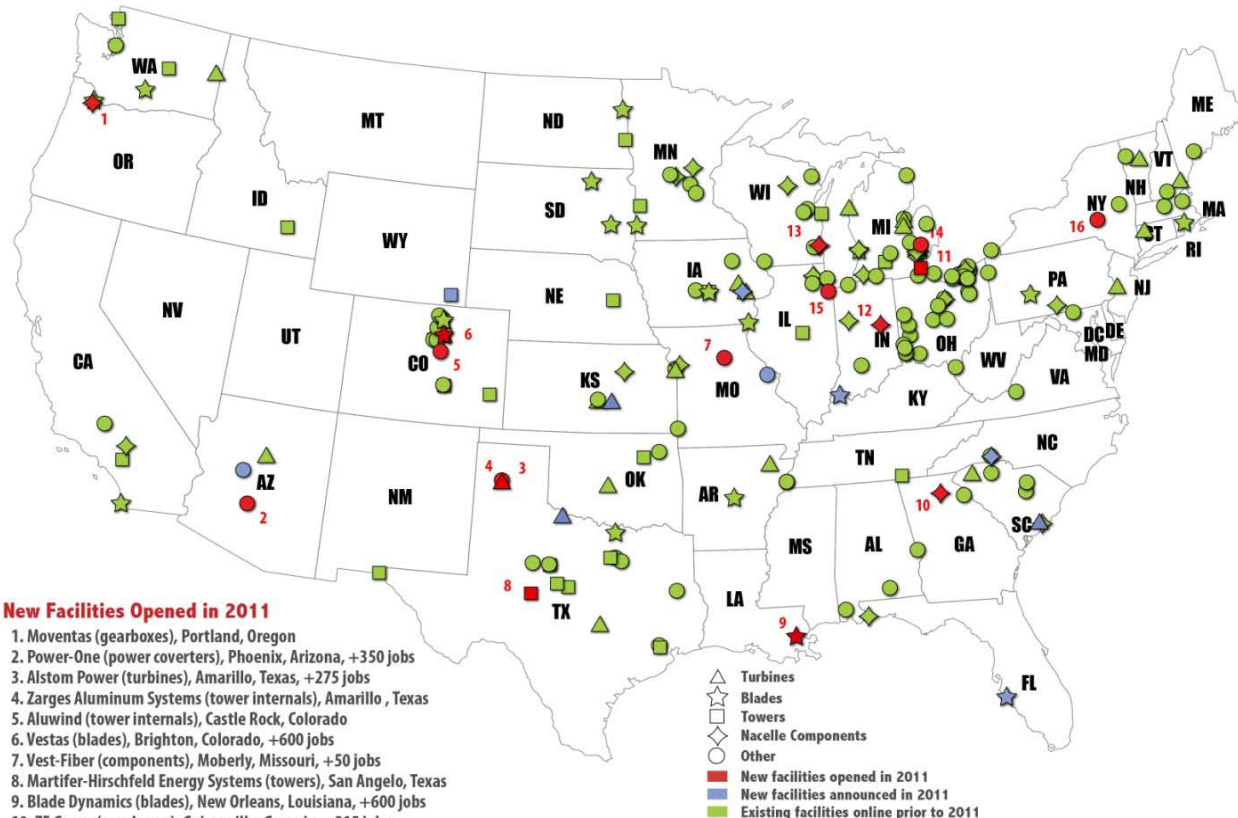 WA
MT
ND
MN
ME
OR
ID
SD
WI
MI
VT
NH
NY
MA
CT
RI
WY
IA
NE
PA
NJ
NV
UT
CO
IL
IN
OH
DC
DE
MD
WV
VA
CA
KS
MO
KY
NC
TN
AZ
NM
OK
AR
SC
MS
AL
GA
LA
TX
FL
1
2
3
4
5
6
7
8
9
10
11
12
13
14
15
16
New Facilities Opened in 2011
1. Moventas (gearboxes), Portland, Oregon
2. Power-One (power coverters), Phoenix, Arizona, +350 jobs
3. Alstom Power (turbines), Amarillo, Texas, +275 jobs
4. Zarges Aluminum Systems (tower internals), Amarillo , Texas
5. Aluwind (tower internals), Castle Rock, Colorado
6. Vestas (blades), Brighton, Colorado, +600 jobs
7. Vest-Fiber (components), Moberly, Missouri, +50 jobs
8. Martifer-Hirschfeld Energy Systems (towers), San Angelo, Texas
9. Blade Dynamics (blades), New Orleans, Louisiana, +600 jobs
Turbines
Blades
Towers
Nacelle Components
Other
New facilities opened in 2011
New facilities announced in 2011
Existing facilities online prior to 2011